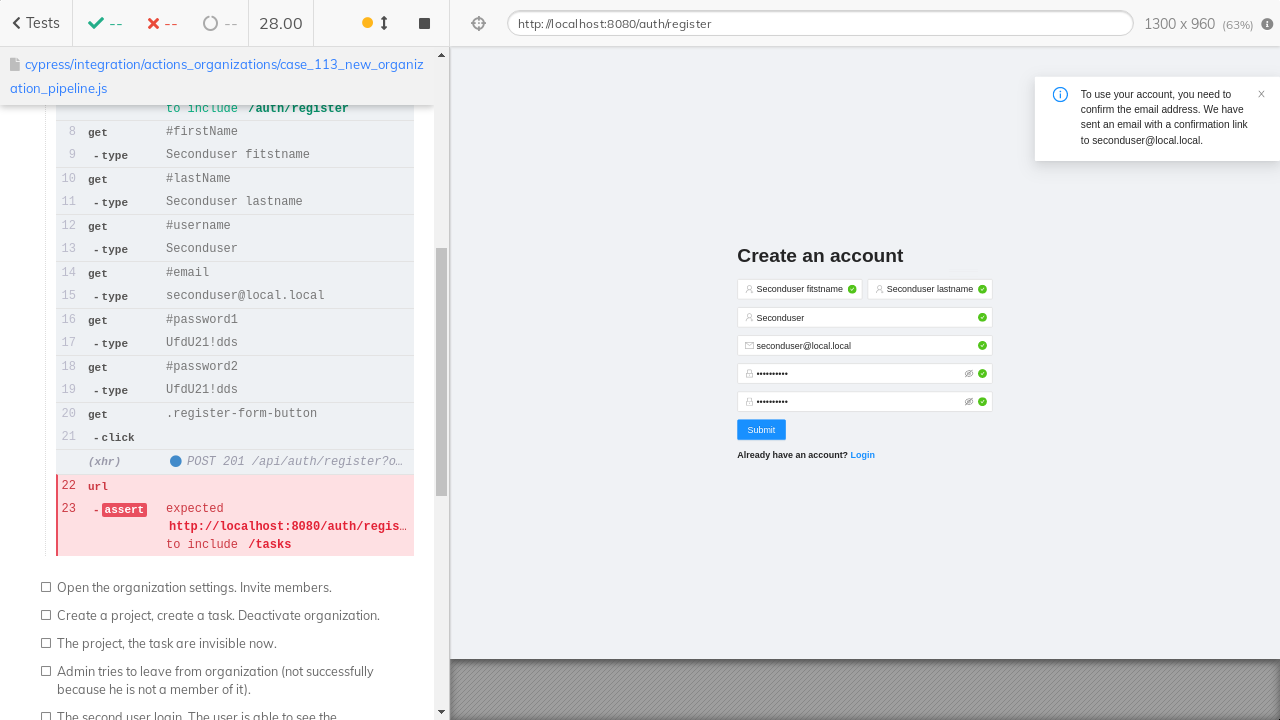 Tests
--
--
--
28.00
http://localhost:8080/auth/register
1300 x 960 (63%)
cypress/integration/actions_organizations/case_113_new_organiz
ation_pipeline.js
to include /auth/register
8 get #firstName
9 -type Seconduser fitstname
10 get #lastName
11 -type Seconduser lastname
12 get #username
13 -type Seconduser
14 get #email
15 -type seconduser@local.local
16 get #password1
17 -type UfdU21!dds
18 get #password2
19 -type UfdU21!dds
20 get .register-form-button
21 -click
(xhr) POST 201 /api/auth/register?o…
22 url
23 -assert expected
http://localhost:8080/auth/regis…
to include /tasks
Open the organization settings. Invite members.
Create a project, create a task. Deactivate organization.
The project, the task are invisible now.
Admin tries to leave from organization (not successfully
because he is not a member of it).
The second user login. The user is able to see the
To use your account, you need to
confirm the email address. We have
sent an email with a confirmation link
to seconduser@local.local.
Create an account
Seconduser fitstname
Seconduser lastname
Seconduser
seconduser@local.local
••••••••••
••••••••••
Submit
Already have an account? Login